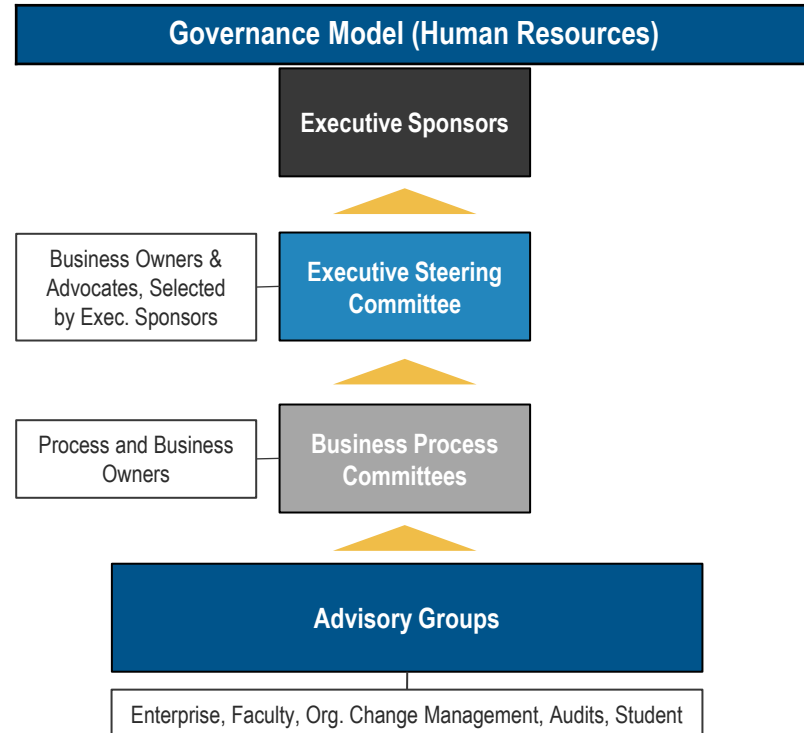 Governance Model (Human Resources)
Executive Sponsors
Business Owners &
Advocates, Selected
by Exec. Sponsors
Executive Steering
Committee
Process and Business
Owners
Business Process
Committees
Advisory Groups
Enterprise, Faculty, Org. Change Management, Audits, Student